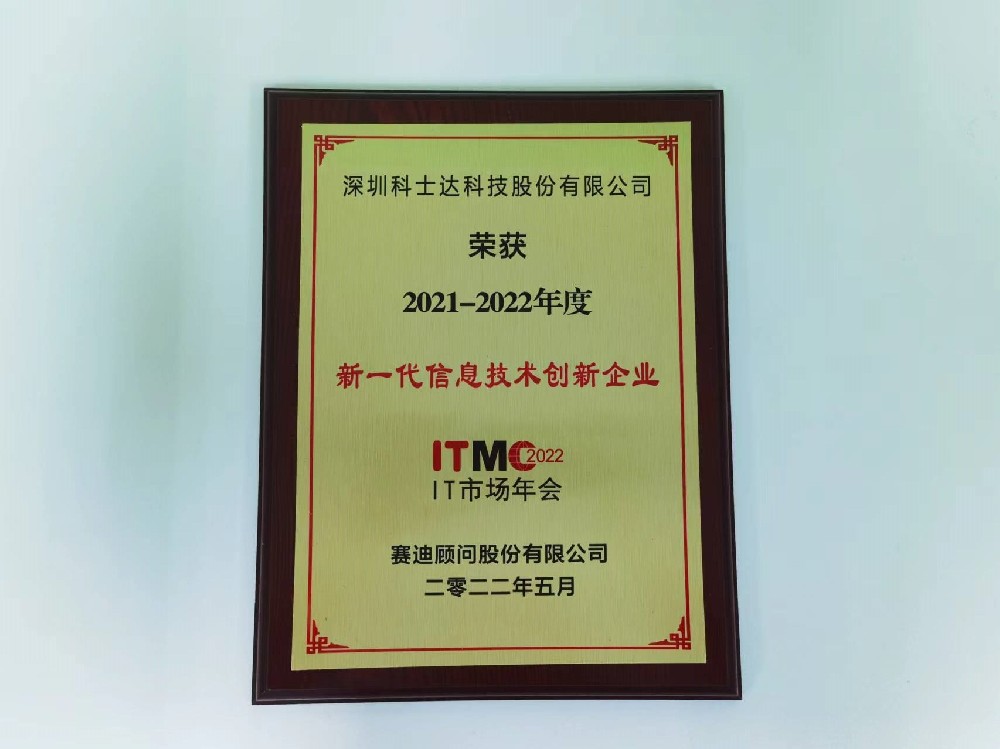 深圳科士达科技股份有限公司
荣获
2021-2022年度
新一代信息技术创新企业
ITMC 2022
IT市场年会
赛迪顾问股份有限公司
二零二二年五月